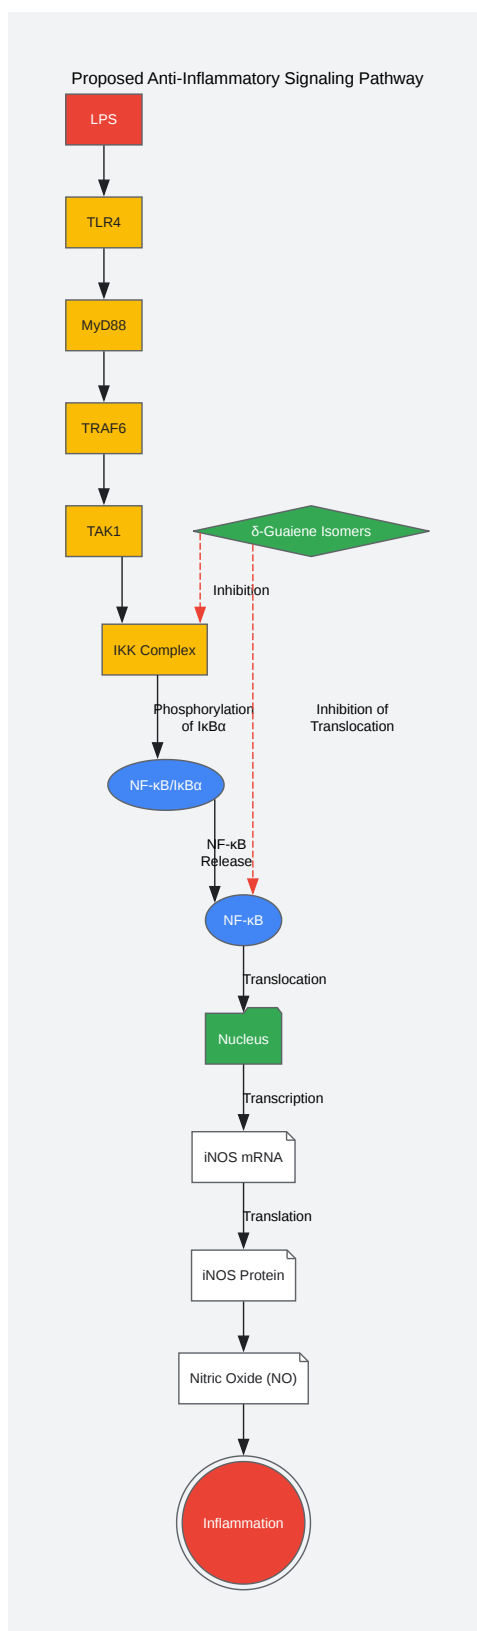 Proposed Anti-Inflammatory Signaling Pathway
LPS
TLR4
MyD88
TRAF6
TAK1
δ-Guaiene Isomers
Inhibition
IKK Complex
Phosphorylation
of IκBα
Inhibition of
Translocation
NF-κB/IκBα
NF-κB
Release
NF-κB
Translocation
Nucleus
Transcription
iNOS mRNA
Translation
iNOS Protein
Nitric Oxide (NO)
Inflammation